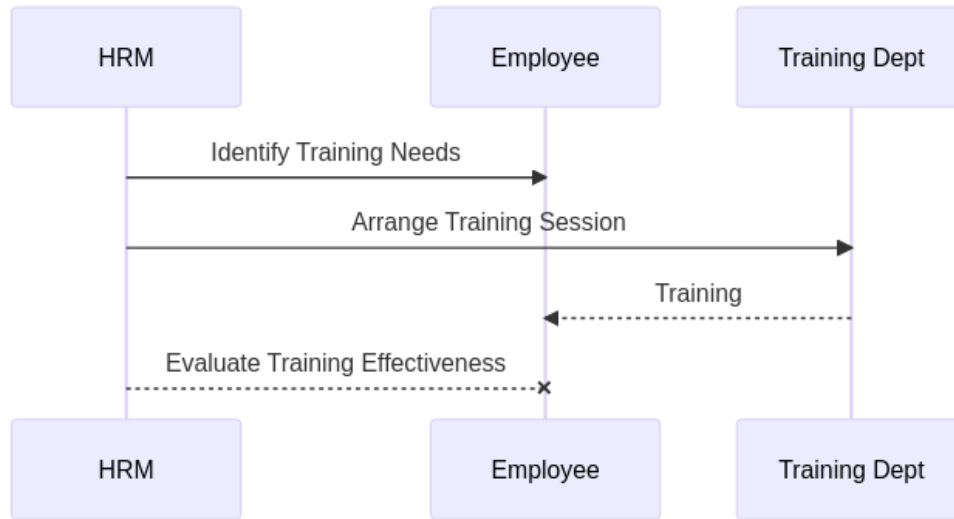 HRM
Employee
Training Dept
Identify Training Needs
Arrange Training Session
Training
Evaluate Training Effectiveness
HRM
Employee
Training Dept